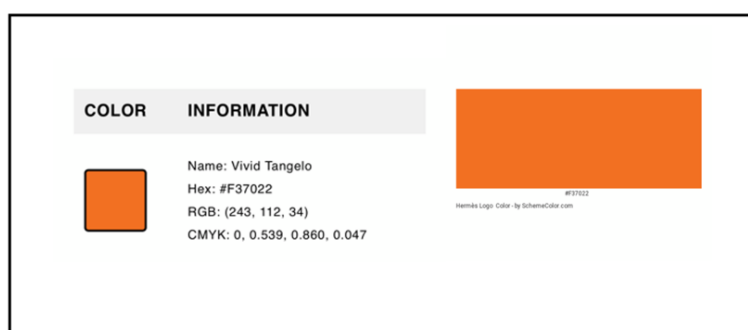 COLOR INFORMATION
Name: Vivid Tangelo
Hex: #F37022
RGB: (243, 112, 34)
CMYK: 0, 0.539, 0.860, 0.047
#F37022
Hermès Logo Color - by SchemeColor.com